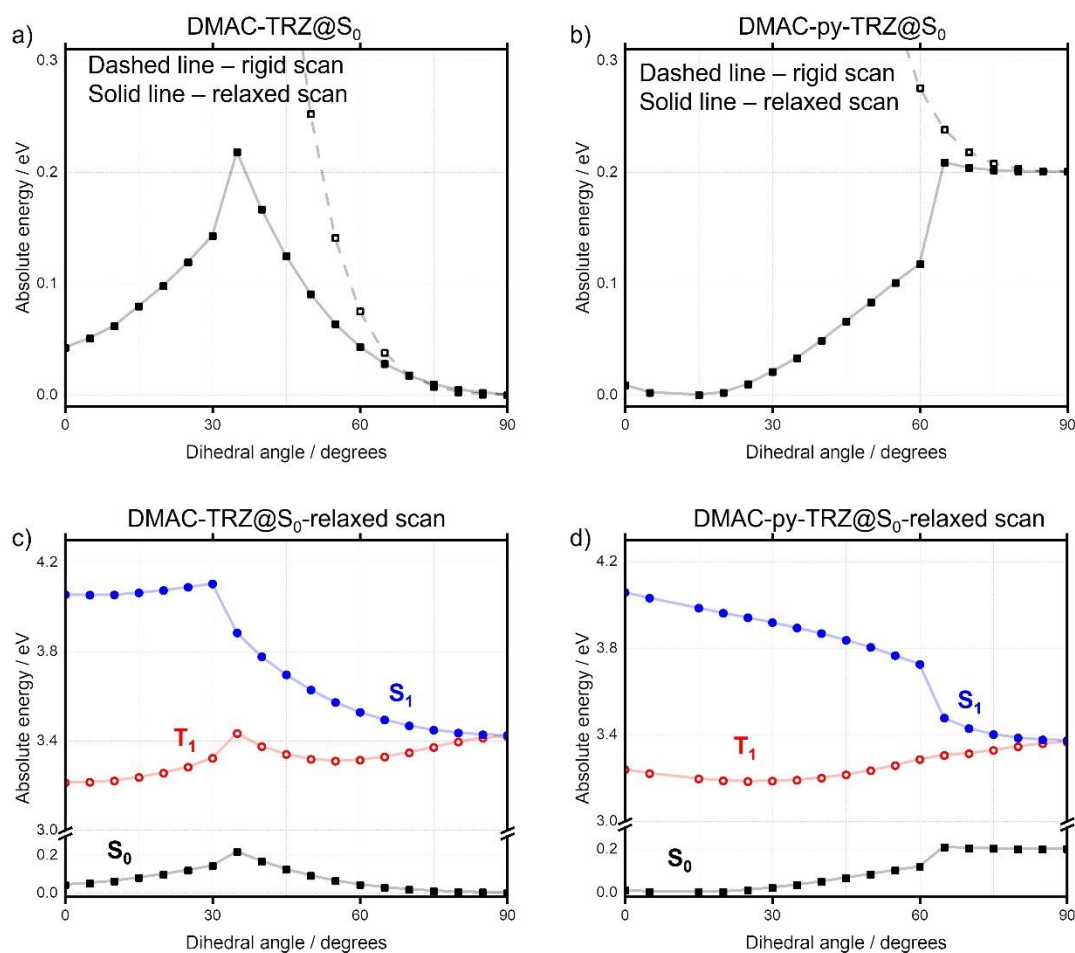 a)
DMAC-TRZ@S₀
Dashed line – rigid scan
Solid line – relaxed scan
Absolute energy / eV
0.3
0.2
0.1
0.0
0
30
60
90
Dihedral angle / degrees
b)
DMAC-py-TRZ@S₀
Dashed line – rigid scan
Solid line – relaxed scan
Absolute energy / eV
0.3
0.2
0.1
0.0
0
30
60
90
Dihedral angle / degrees
c)
DMAC-TRZ@S₀-relaxed scan
Absolute energy / eV
4.2
3.8
3.4
3.0
0.2
0.0
S₁
T₁
S₀
0
30
60
90
Dihedral angle / degrees
d)
DMAC-py-TRZ@S₀-relaxed scan
Absolute energy / eV
4.2
3.8
3.4
3.0
0.2
0.0
S₁
T₁
S₀
0
30
60
90
Dihedral angle / degrees